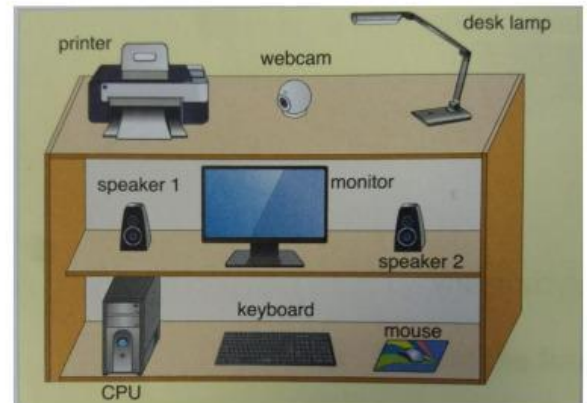 desk lamp
printer
webcam
speaker 1
monitor
speaker 2
keyboard
mouse
CPU